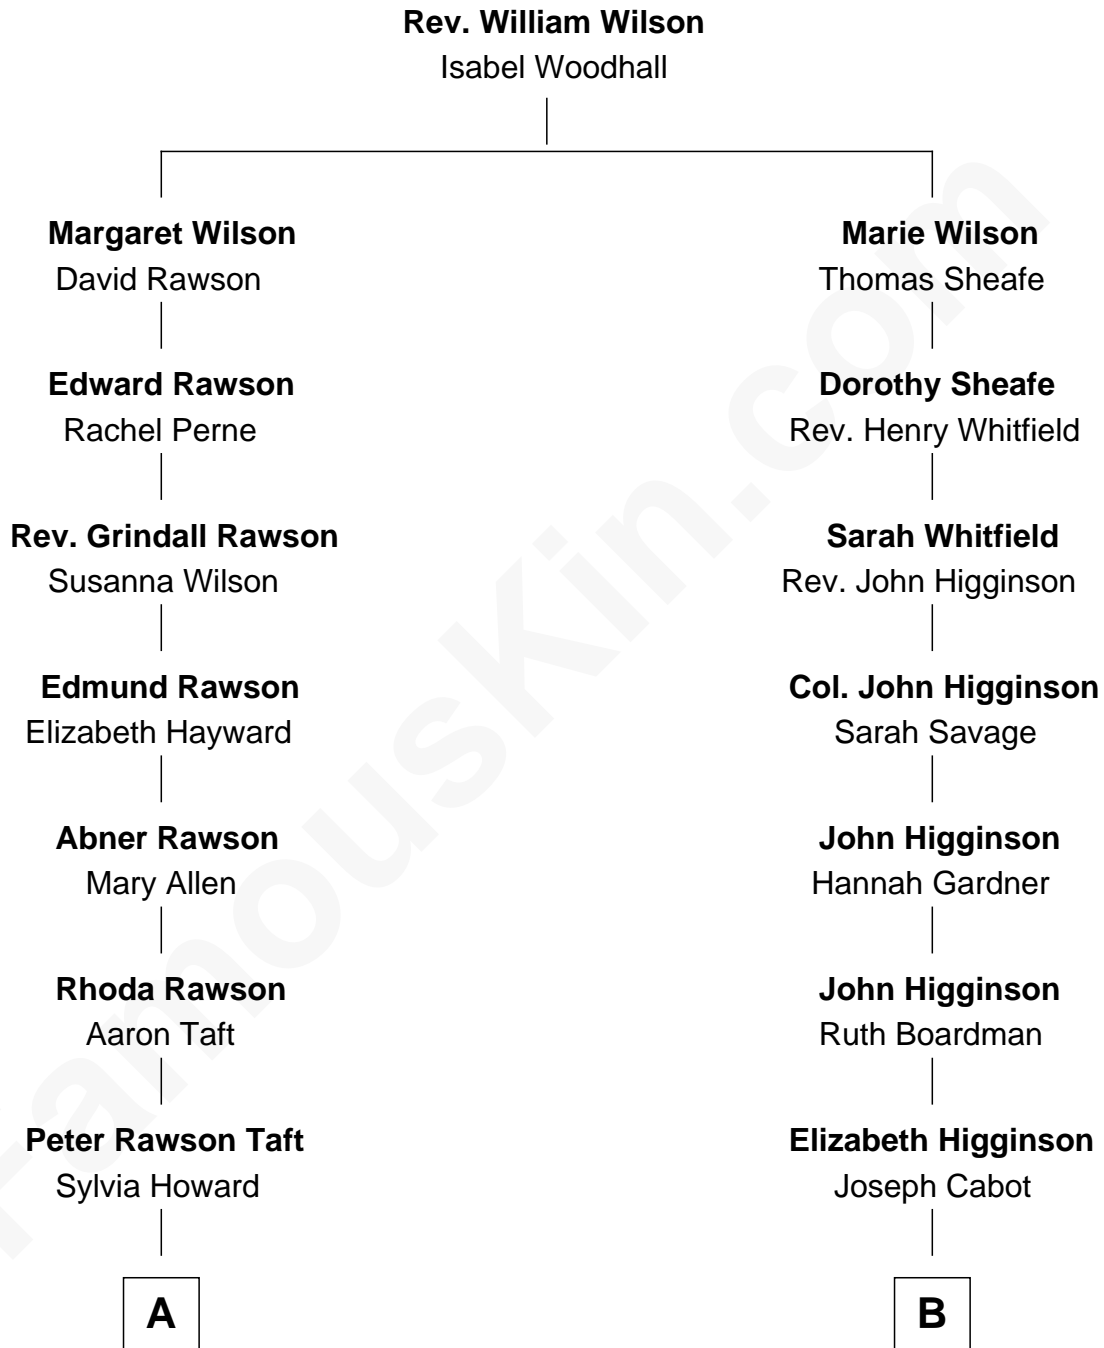 Rev. William Wilson
Isabel Woodhall
Margaret Wilson
David Rawson
Edward Rawson
Rachel Perne
Rev. Grindall Rawson
Susanna Wilson
Edmund Rawson
Elizabeth Hayward
Abner Rawson
Mary Allen
Rhoda Rawson
Aaron Taft
Peter Rawson Taft
Sylvia Howard
A
Marie Wilson
Thomas Sheafe
Dorothy Sheafe
Rev. Henry Whitfield
Sarah Whitfield
Rev. John Higginson
Col. John Higginson
Sarah Savage
John Higginson
Hannah Gardner
John Higginson
Ruth Boardman
Elizabeth Higginson
Joseph Cabot
B
FamousKin.com